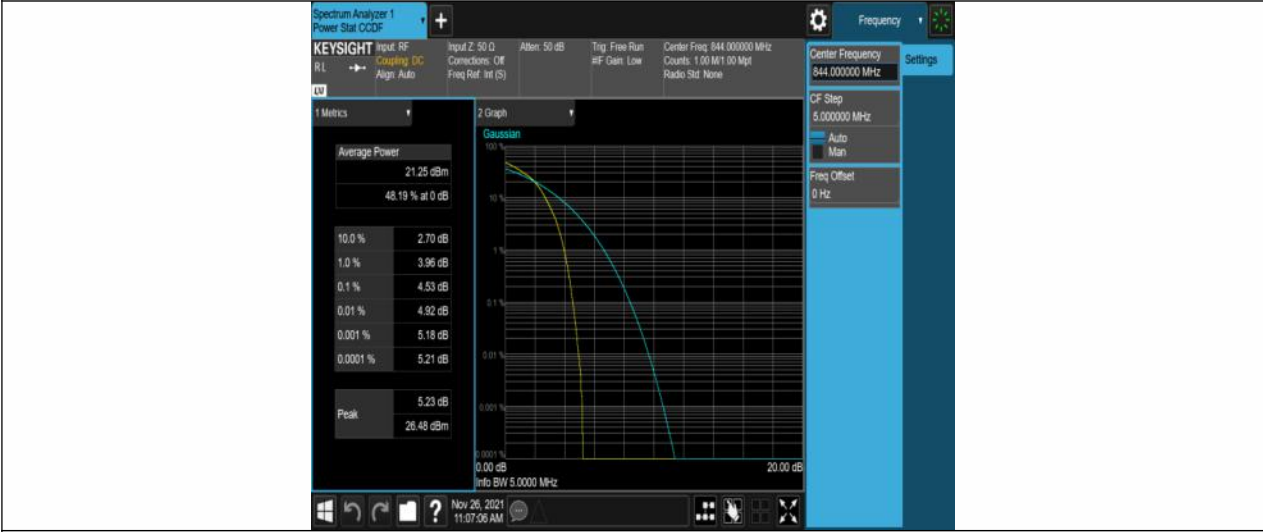 Spectrum Analyzer 1
Power Stat CCDF
+
Frequency
KEYSIGHT
RL
LXI
Input: RF
Coupling: DC
Align: Auto
Input Z: 50 Ω
Corrections: Off
Freq Ref: Int (S)
Atten: 50 dB
Trig: Free Run
#IF Gain: Low
Center Freq: 844.000000 MHz
Counts: 1.00 M/1.00 Mpt
Radio Std: None
Center Frequency
844.000000 MHz
Settings
CF Step
5.000000 MHz
Auto
Man
Freq Offset
0 Hz
1 Metrics
Average Power
21.25 dBm
48.19 % at 0 dB
10.0 % 2.70 dB
1.0 % 3.96 dB
0.1 % 4.53 dB
0.01 % 4.92 dB
0.001 % 5.18 dB
0.0001 % 5.21 dB
Peak
5.23 dB
26.48 dBm
2 Graph
Gaussian
100 %
10 %
1 %
0.1 %
0.01 %
0.001 %
0.0001 %
0.00 dB 20.00 dB
Info BW 5.0000 MHz
?
Nov 26, 2021
11:07:06 AM